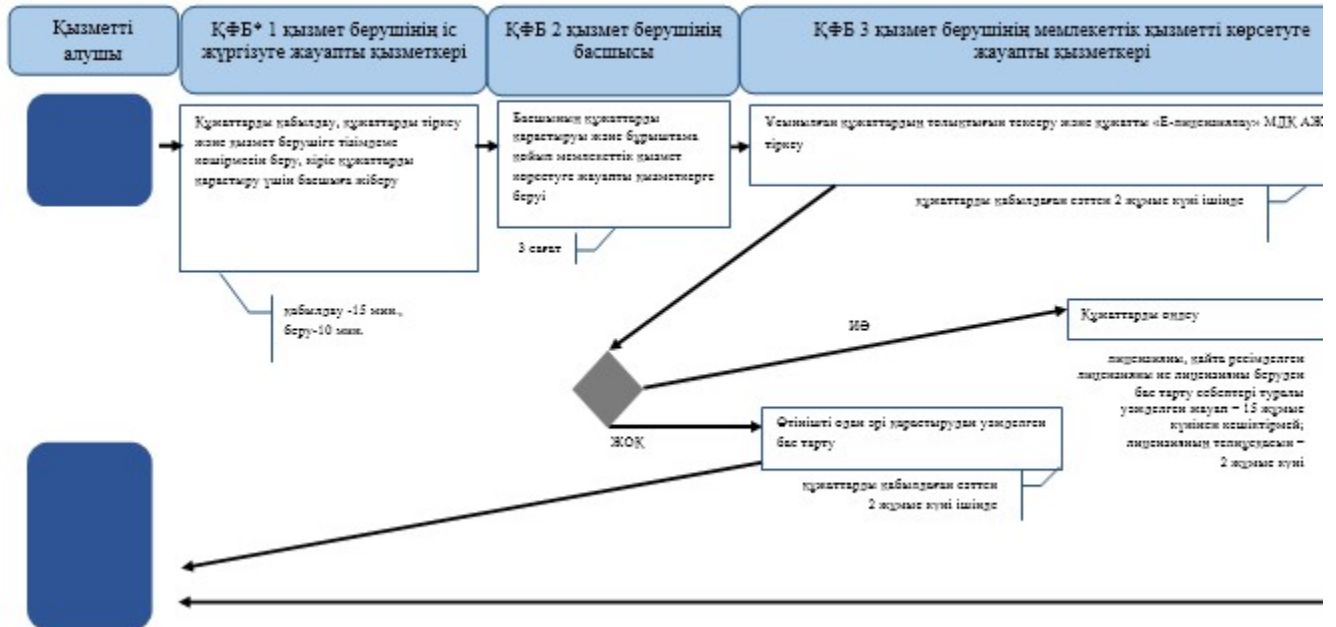 Қызметті
алушы
ҚФБ* 1 қызмет берушінің іс
жүргізуге жауапты қызметкері
ҚФБ 2 қызмет берушінің
басшысы
ҚФБ 3 қызмет берушінің мемлекеттік қызметті көрсетуге
жауапты қызметкері
Құжаттарды қабылдау, құжаттарды тіркеу
және қызмет берушіге тізімдеме
көшірмесін беру, кіріс құжаттарды
қарастыру үшін басшыға жіберу
қабылдау -15 мин.,
беру-10 мин.
Басшының құжаттарды
қарастыруы және бұрыштама
қойып мемлекеттік қызмет
көрсетуге жауапты қызметкерге
беруі
3 сағат
Ұсынылған құжаттардың толықтығын тексеру және құжатты «Е-лицензиялау» МДҚ АЖ
тіркеу
құжаттарды қабылдаған сәттен 2 жұмыс күні ішінде
ИӘ
Құжаттарды өңдеу
лицензияны, қайта ресімделген
лицензияны не лицензияны беруден
бас тарту себептері туралы
уәжделген жауап – 15 жұмыс
күнінен кешіктірмей;
лицензияның телнұсқасын –
2 жұмыс күні
ЖОҚ
Өтінішті одан әрі қарастырудан уәжделген
бас тарту
құжаттарды қабылдаған сәттен
2 жұмыс күні ішінде